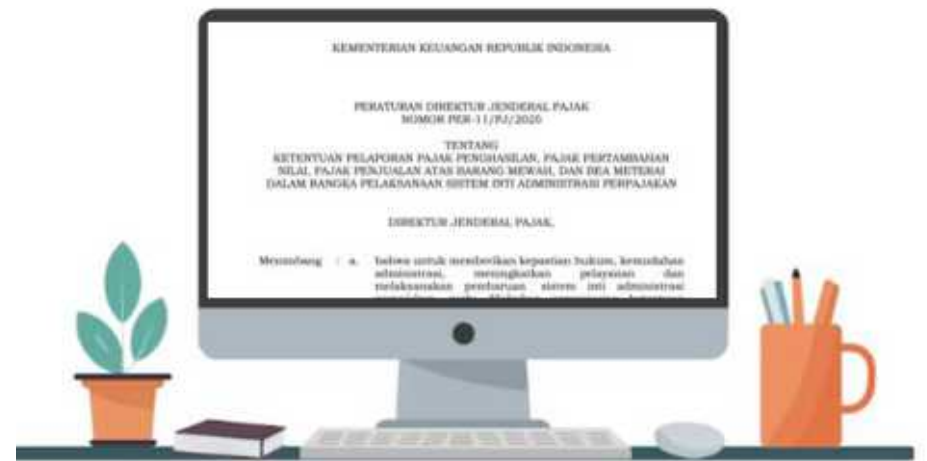 KEMENTERIAN KEUANGAN REPUBLIK INDONESIA
PERATURAN DIREKTUR JENDERAL PAJAK
NOMOR PER-11/PJ/2025
TENTANG
KETENTUAN PELAPORAN PAJAK PENGHASILAN, PAJAK PERTAMBAHAN
NILAI, PAJAK PENJUALAN ATAS BARANG MEWAH, DAN BEA METERAI
DALAM RANGKA PELAKSANAAN SISTEM INTI ADMINISTRASI PERPAJAKAN
DIREKTUR JENDERAL PAJAK,
Menimbang : a. bahwa untuk memberikan kepastian hukum, kemudahan
administrasi, meningkatkan pelayanan dan
melaksanakan pembaruan sistem inti administrasi